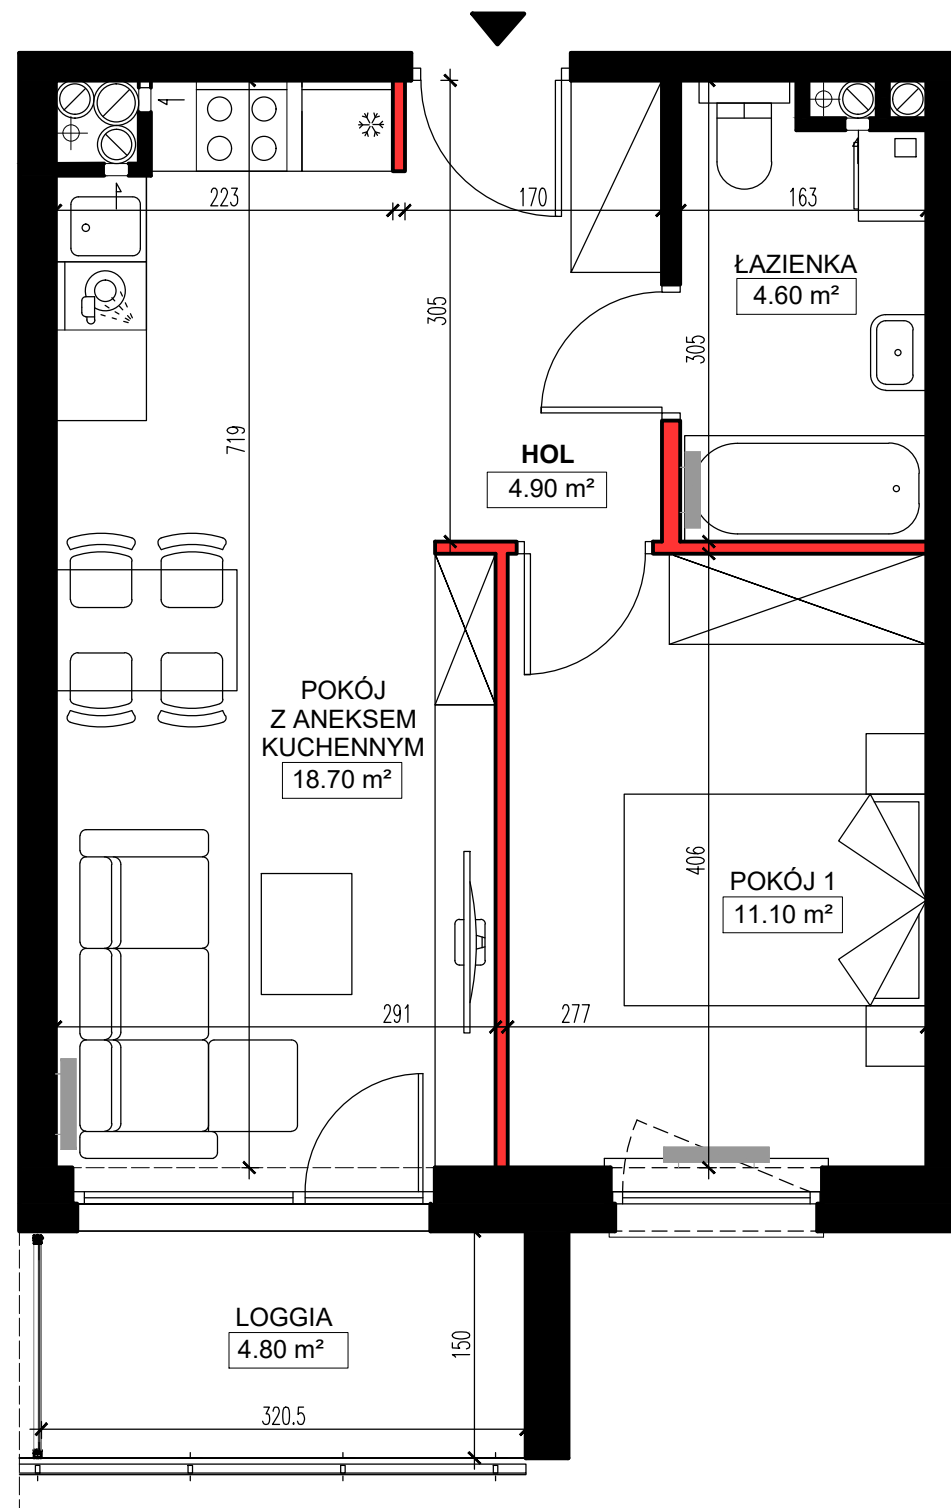 223
170
163
ŁAZIENKA
4.60 m²
305
305
719
HOL
4.90 m²
POKÓJ
Z ANEKSEM
KUCHENNYM
18.70 m²
406
POKÓJ 1
11.10 m²
291
277
LOGGIA
4.80 m²
150
320.5